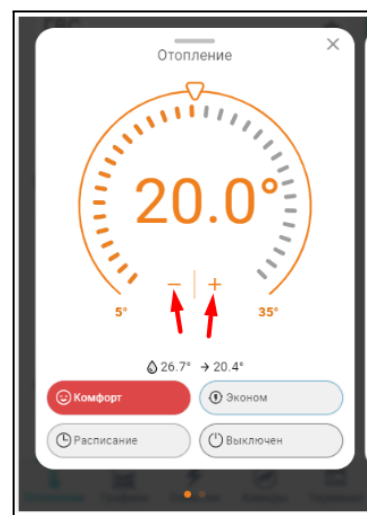 Отопление
20.0°
− | +
5° 35°
26.7° → 20.4°
Комфорт
Эконом
Расписание
Выключен